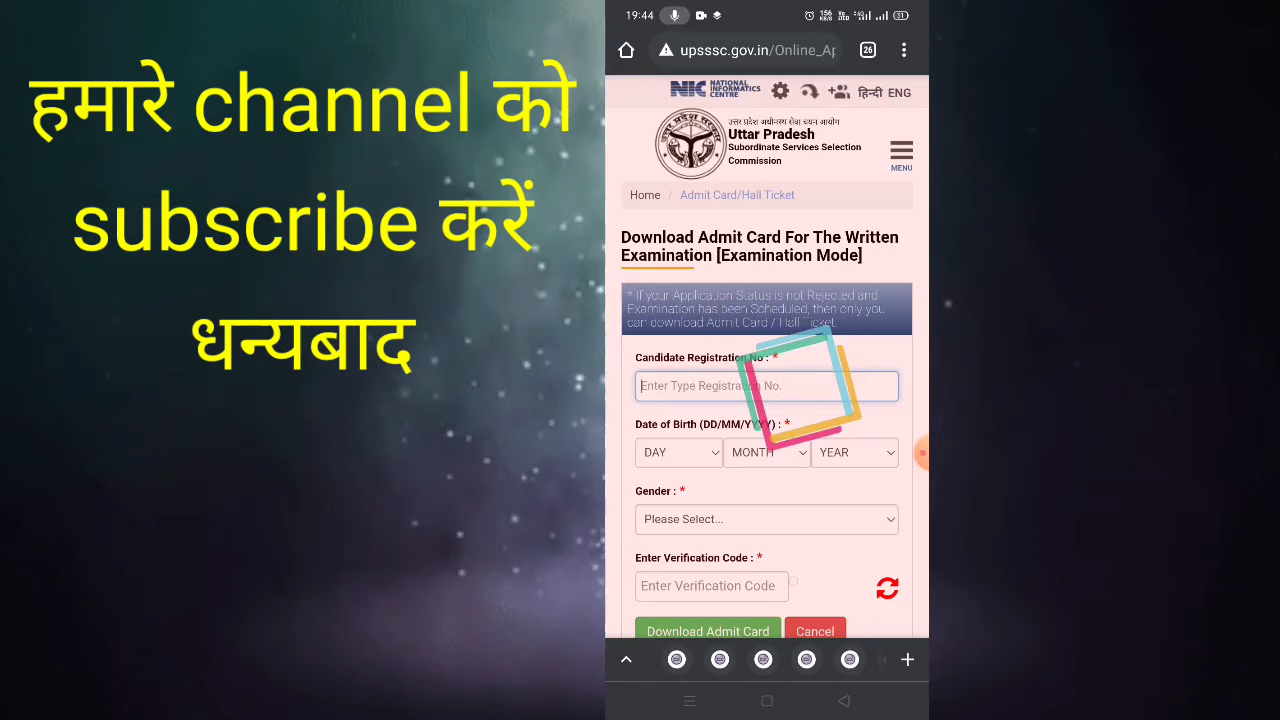 हमारे channel को
subscribe करें
धन्यबाद
19:44
156 KB/S
31
upsssc.gov.in/Online_Ap
26
NIC NATIONAL INFORMATICS CENTRE
हिन्दी ENG
उत्तर प्रदेश अधीनस्थ सेवा चयन आयोग
Uttar Pradesh
Subordinate Services Selection
Commission
MENU
Home / Admit Card/Hall Ticket
Download Admit Card For The Written
Examination [Examination Mode]
* If your Application Status is not Rejected and
Examination has been Scheduled, then only you
can download Admit Card / Hall Ticket.
Candidate Registration No : *
Enter Type Registration No.
Date of Birth (DD/MM/YYYY) : *
DAY MONTH YEAR
Gender : *
Please Select...
Enter Verification Code : *
Enter Verification Code
Download Admit Card Cancel